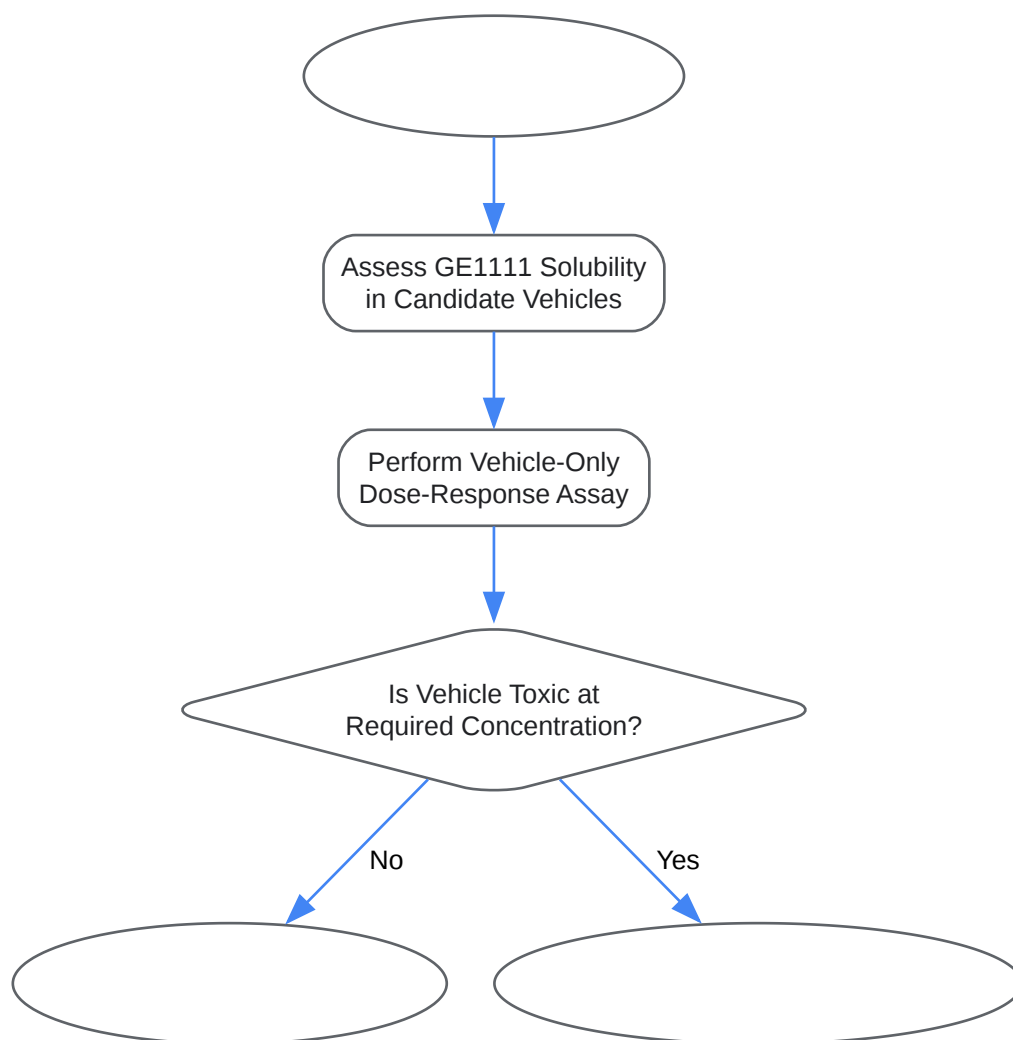 Assess GE1111 Solubility
in Candidate Vehicles
Perform Vehicle-Only
Dose-Response Assay
Is Vehicle Toxic at
Required Concentration?
No
Yes